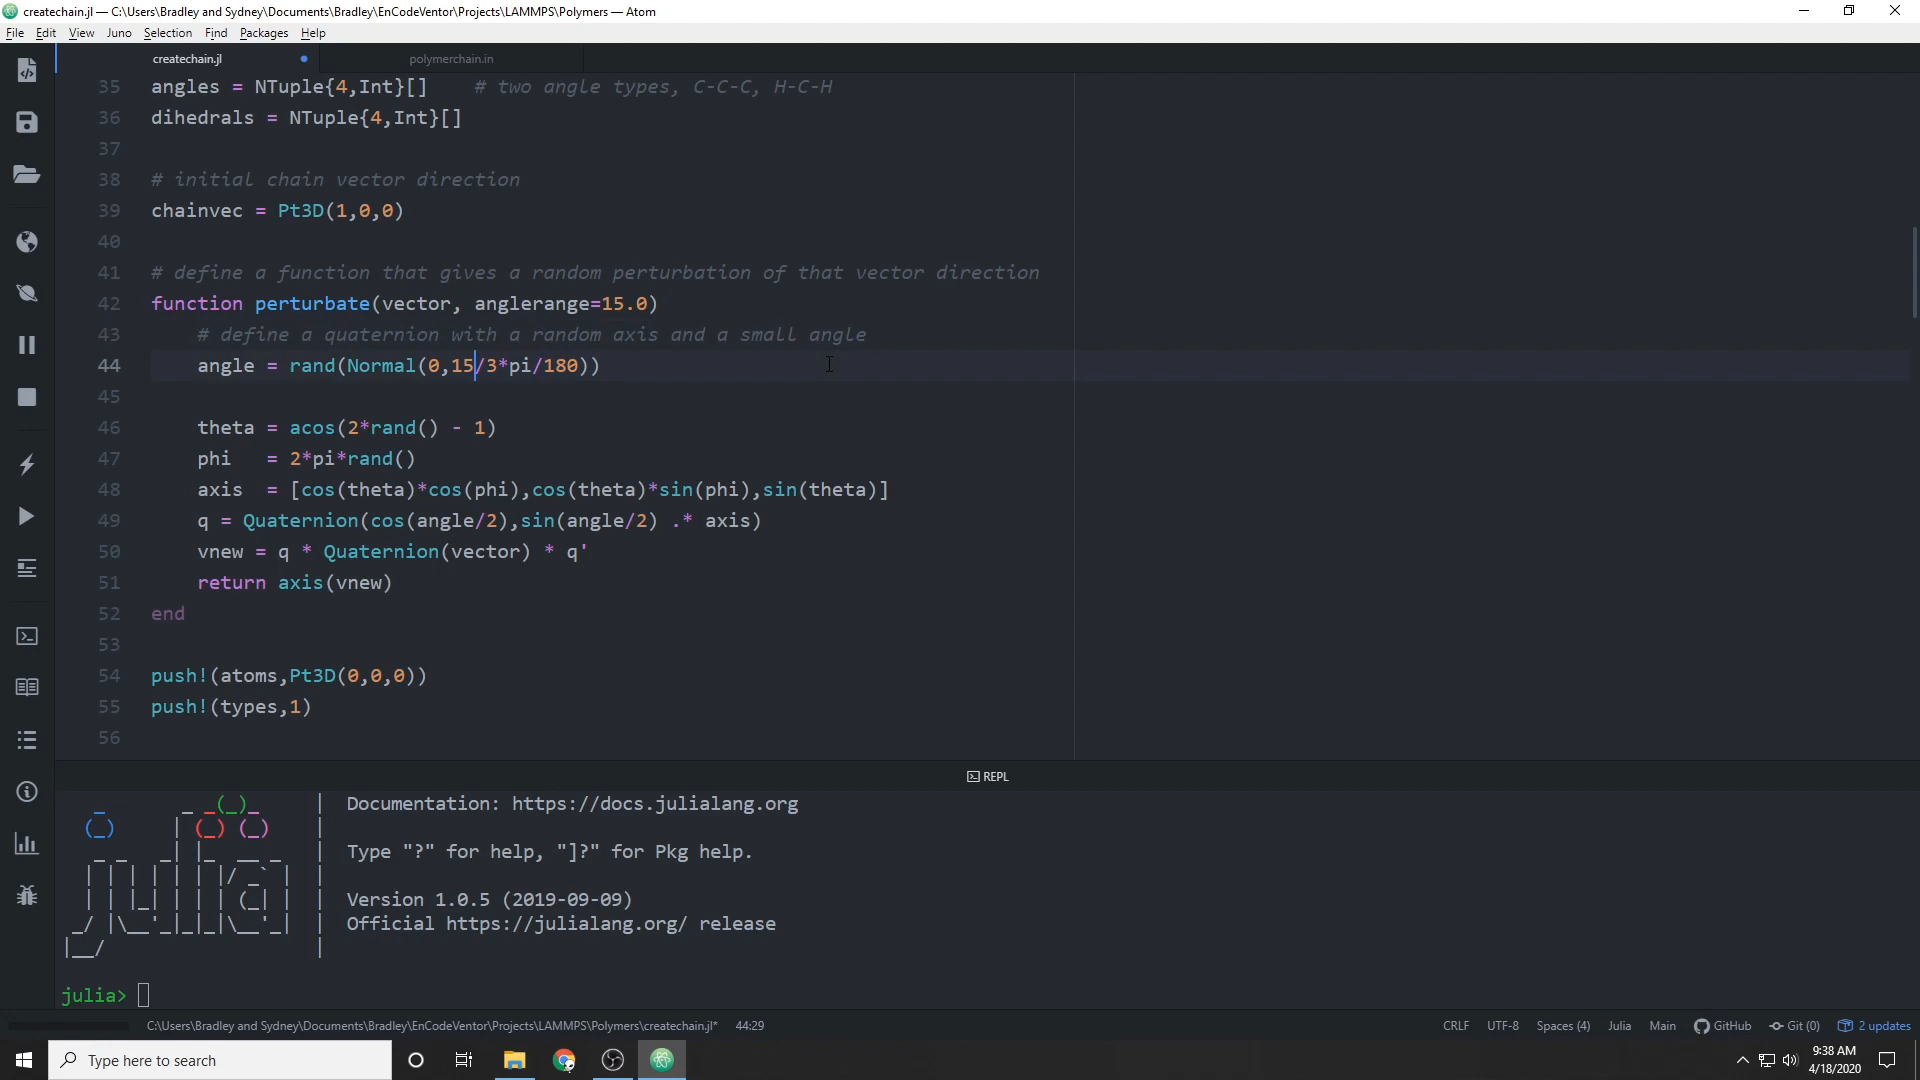 createchain.jl — C:\Users\Bradley and Sydney\Documents\Bradley\EnCodeVentor\Projects\LAMMPS\Polymers — Atom
File Edit View Juno Selection Find Packages Help
createchain.jl polymerchain.in
35 angles = NTuple{4,Int}[]    # two angle types, C-C-C, H-C-H
36 dihedrals = NTuple{4,Int}[]
37
38 # initial chain vector direction
39 chainvec = Pt3D(1,0,0)
40
41 # define a function that gives a random perturbation of that vector direction
42 function perturbate(vector, anglerange=15.0)
43     # define a quaternion with a random axis and a small angle
44     angle = rand(Normal(0,15/3*pi/180))
45
46     theta = acos(2*rand() - 1)
47     phi   = 2*pi*rand()
48     axis  = [cos(theta)*cos(phi),cos(theta)*sin(phi),sin(theta)]
49     q = Quaternion(cos(angle/2),sin(angle/2) .* axis)
50     vnew = q * Quaternion(vector) * q'
51     return axis(vnew)
52 end
53
54 push!(atoms,Pt3D(0,0,0))
55 push!(types,1)
56
REPL
Documentation: https://docs.julialang.org
Type "?" for help, "]?" for Pkg help.
Version 1.0.5 (2019-09-09)
Official https://julialang.org/ release
julia>
C:\Users\Bradley and Sydney\Documents\Bradley\EnCodeVentor\Projects\LAMMPS\Polymers\createchain.jl* 44:29 CRLF UTF-8 Spaces (4) Julia Main GitHub Git (0) 2 updates
Type here to search
9:38 AM
4/18/2020